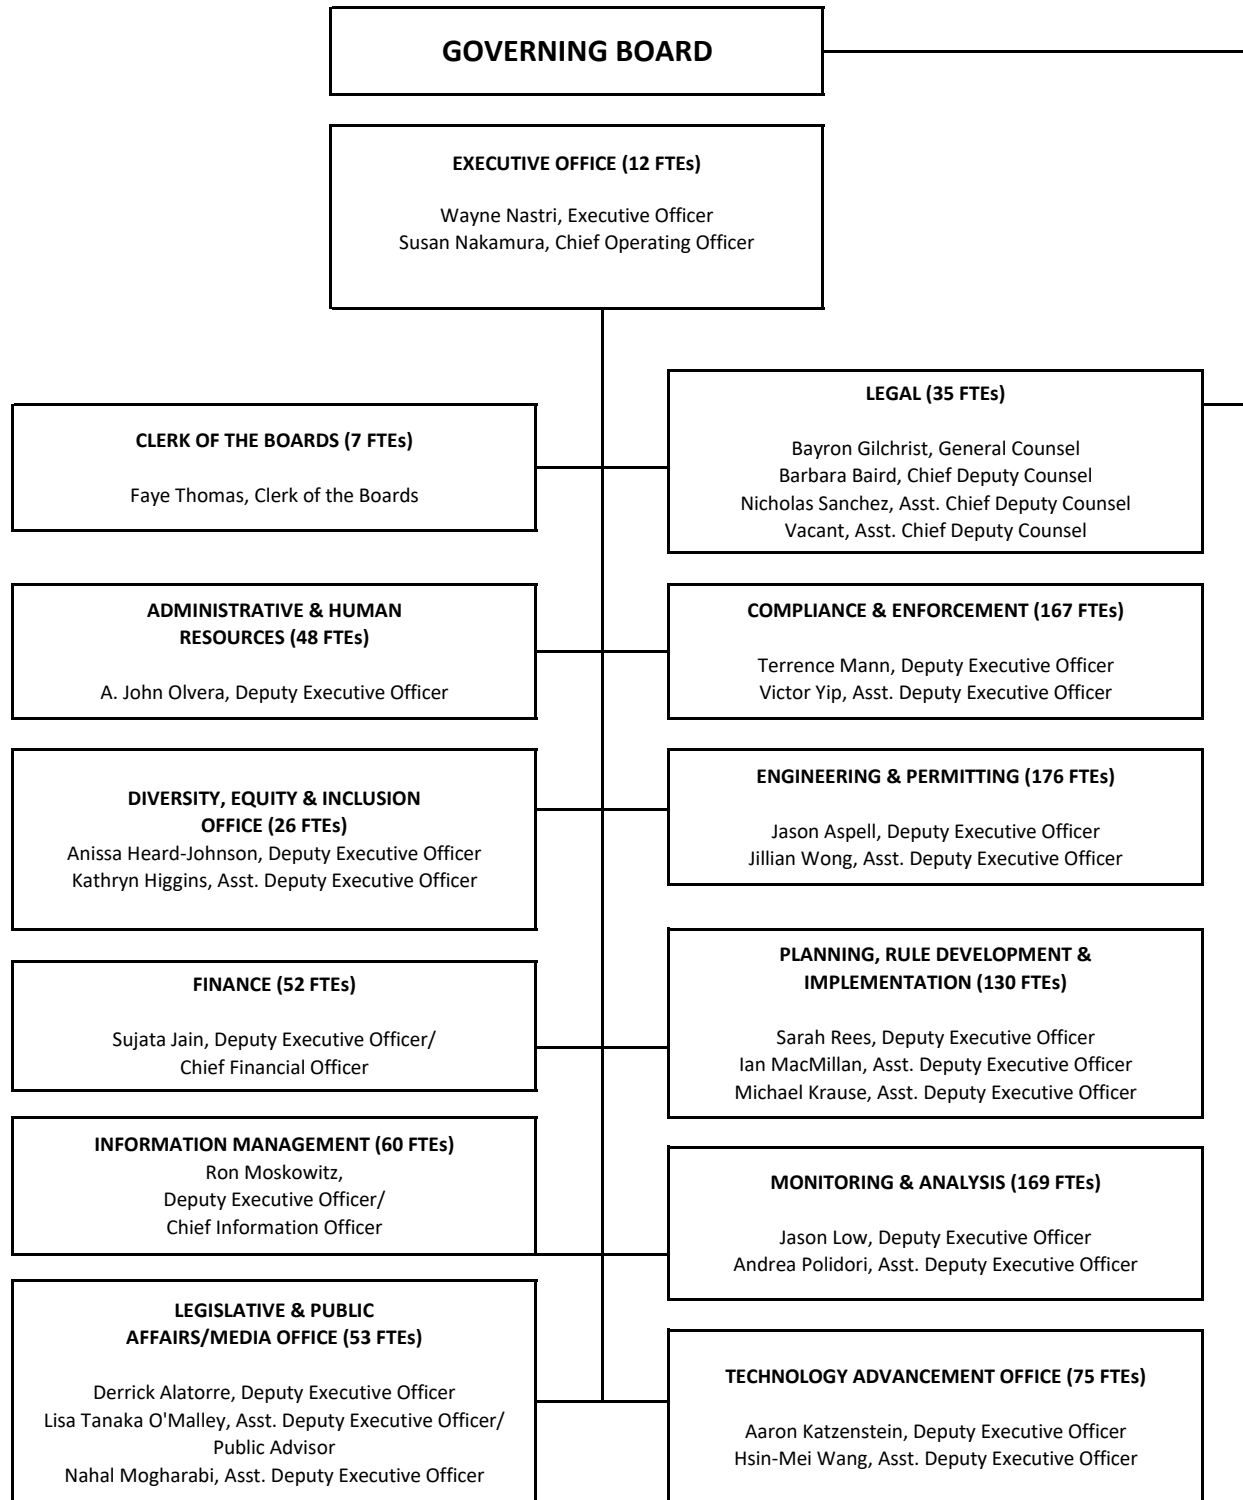 GOVERNING BOARD
EXECUTIVE OFFICE (12 FTEs)
Wayne Nastri, Executive Officer
Susan Nakamura, Chief Operating Officer
CLERK OF THE BOARDS (7 FTEs)
Faye Thomas, Clerk of the Boards
LEGAL (35 FTEs)
Bayron Gilchrist, General Counsel
Barbara Baird, Chief Deputy Counsel
Nicholas Sanchez, Asst. Chief Deputy Counsel
Vacant, Asst. Chief Deputy Counsel
ADMINISTRATIVE & HUMAN
RESOURCES (48 FTEs)
A. John Olvera, Deputy Executive Officer
COMPLIANCE & ENFORCEMENT (167 FTEs)
Terrence Mann, Deputy Executive Officer
Victor Yip, Asst. Deputy Executive Officer
DIVERSITY, EQUITY & INCLUSION
OFFICE (26 FTEs)
Anissa Heard-Johnson, Deputy Executive Officer
Kathryn Higgins, Asst. Deputy Executive Officer
ENGINEERING & PERMITTING (176 FTEs)
Jason Aspell, Deputy Executive Officer
Jillian Wong, Asst. Deputy Executive Officer
FINANCE (52 FTEs)
Sujata Jain, Deputy Executive Officer/
Chief Financial Officer
PLANNING, RULE DEVELOPMENT &
IMPLEMENTATION (130 FTEs)
Sarah Rees, Deputy Executive Officer
Ian MacMillan, Asst. Deputy Executive Officer
Michael Krause, Asst. Deputy Executive Officer
INFORMATION MANAGEMENT (60 FTEs)
Ron Moskowitz,
Deputy Executive Officer/
Chief Information Officer
MONITORING & ANALYSIS (169 FTEs)
Jason Low, Deputy Executive Officer
Andrea Polidori, Asst. Deputy Executive Officer
LEGISLATIVE & PUBLIC
AFFAIRS/MEDIA OFFICE (53 FTEs)
Derrick Alatorre, Deputy Executive Officer
Lisa Tanaka O'Malley, Asst. Deputy Executive Officer/
Public Advisor
Nahal Mogharabi, Asst. Deputy Executive Officer
TECHNOLOGY ADVANCEMENT OFFICE (75 FTEs)
Aaron Katzenstein, Deputy Executive Officer
Hsin-Mei Wang, Asst. Deputy Executive Officer